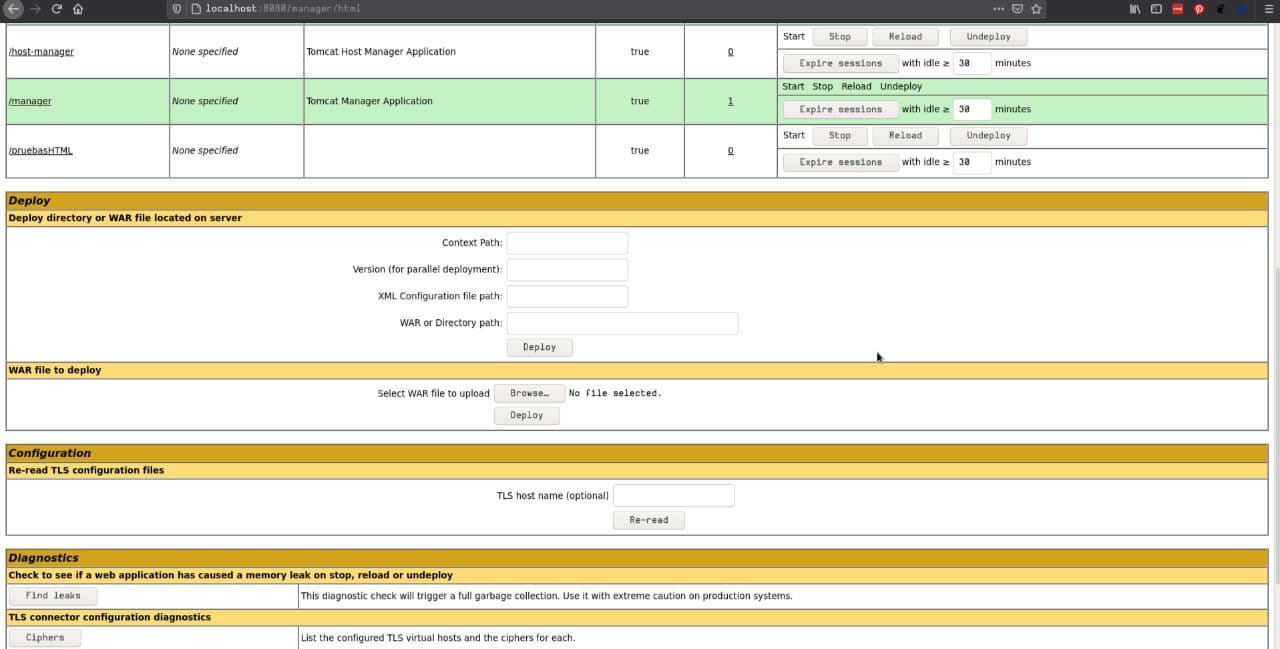 localhost:8080/manager/html
/host-manager None specified Tomcat Host Manager Application true 0 Start Stop Reload Undeploy
Expire sessions with idle ≥ 30 minutes
/manager None specified Tomcat Manager Application true 1 Start Stop Reload Undeploy
Expire sessions with idle ≥ 30 minutes
/pruebasHTML None specified true 0 Start Stop Reload Undeploy
Expire sessions with idle ≥ 30 minutes
Deploy
Deploy directory or WAR file located on server
Context Path:
Version (for parallel deployment):
XML Configuration file path:
WAR or Directory path:
Deploy
WAR file to deploy
Select WAR file to upload Browse… No file selected.
Deploy
Configuration
Re-read TLS configuration files
TLS host name (optional)
Re-read
Diagnostics
Check to see if a web application has caused a memory leak on stop, reload or undeploy
Find leaks This diagnostic check will trigger a full garbage collection. Use it with extreme caution on production systems.
TLS connector configuration diagnostics
Ciphers List the configured TLS virtual hosts and the ciphers for each.